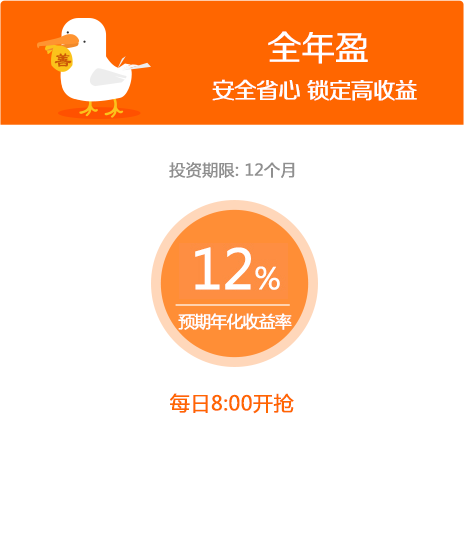 善
全年盈
安全省心 锁定高收益
投资期限: 12个月
12%
预期年化收益率
每日8:00开抢